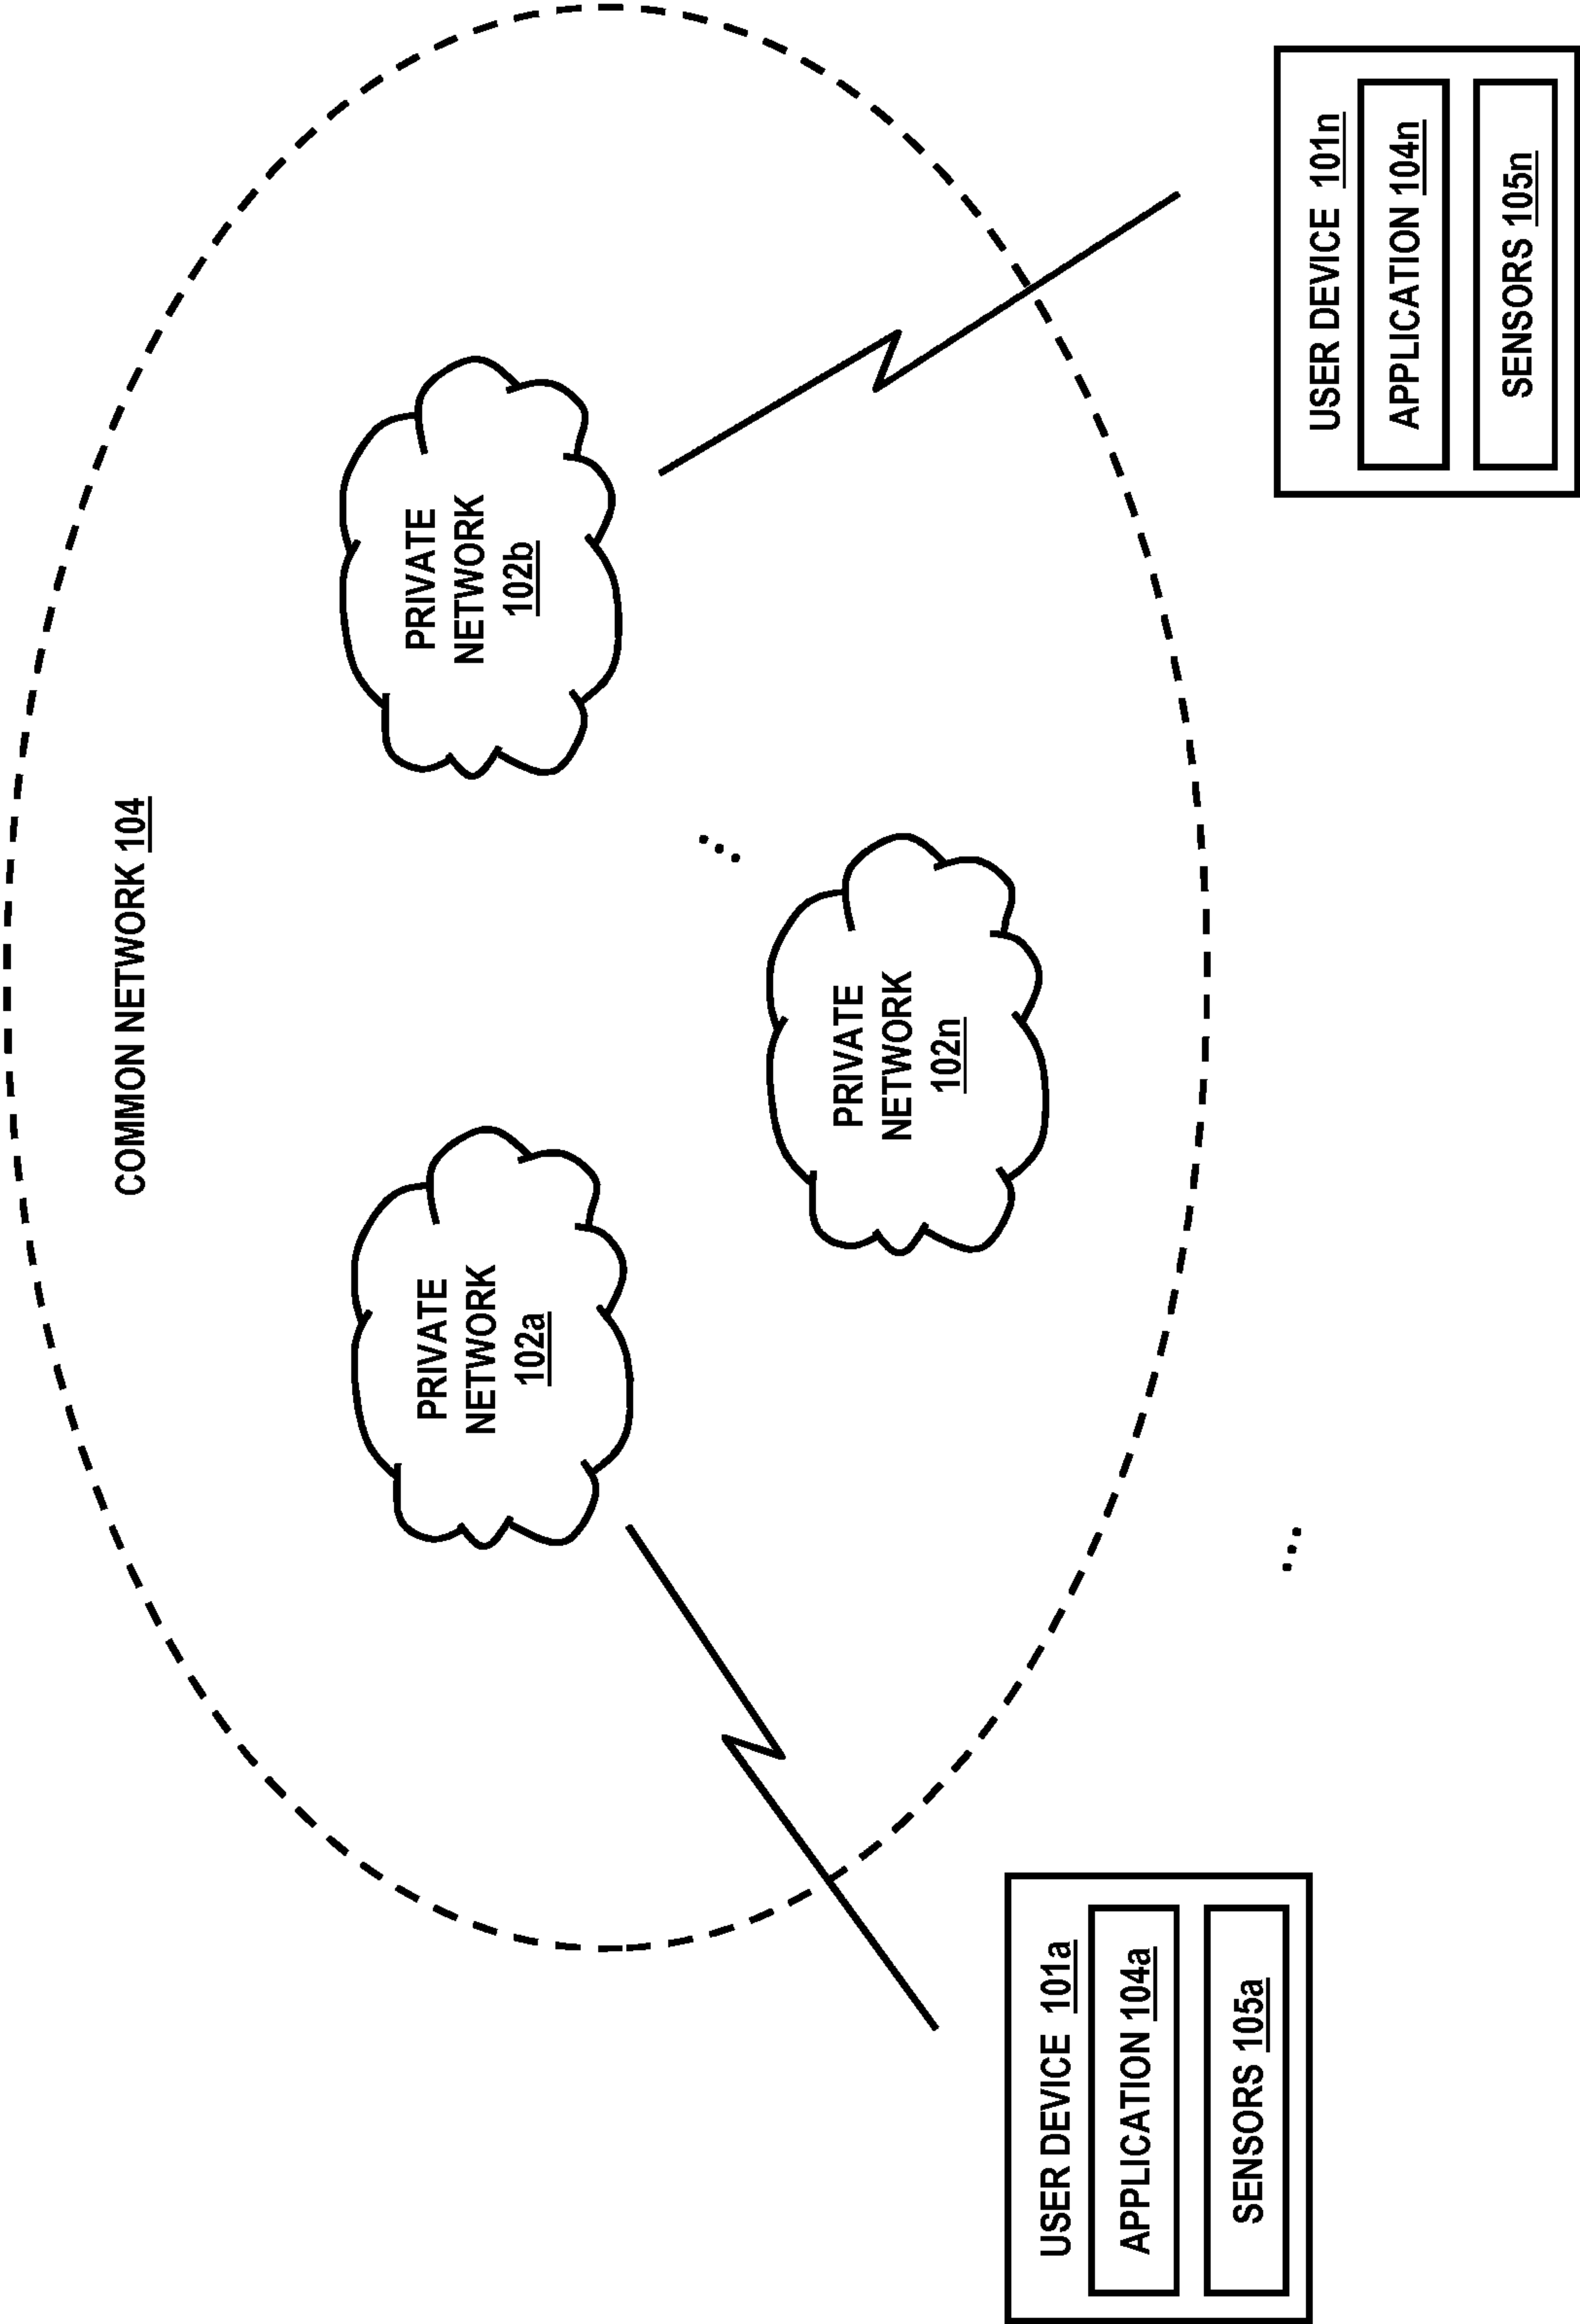 COMMON NETWORK 104
PRIVATE
NETWORK
102a
PRIVATE
NETWORK
102b
PRIVATE
NETWORK
102n
USER DEVICE 101a
APPLICATION 104a
SENSORS 105a
USER DEVICE 101n
APPLICATION 104n
SENSORS 105n